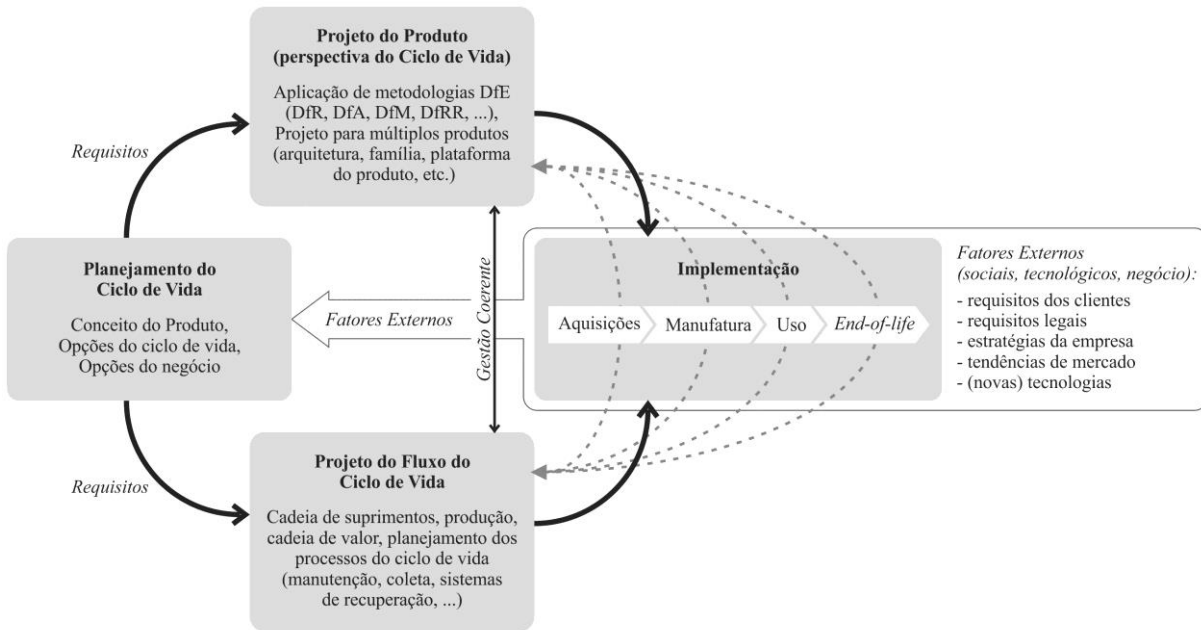 Projeto do Produto
(perspectiva do Ciclo de Vida)
Aplicação de metodologias DfE
(DfR, DfA, DfM, DfRR, ...),
Projeto para múltiplos produtos
(arquitetura, família, plataforma
do produto, etc.)
Requisitos
Planejamento do
Ciclo de Vida
Conceito do Produto,
Opções do ciclo de vida,
Opções do negócio
Fatores Externos
Gestão Coerente
Implementação
Aquisições
Manufatura
Uso
End-of-life
Fatores Externos
(sociais, tecnológicos, negócio):
- requisitos dos clientes
- requisitos legais
- estratégias da empresa
- tendências de mercado
- (novas) tecnologias
Requisitos
Projeto do Fluxo do
Ciclo de Vida
Cadeia de suprimentos, produção,
cadeia de valor, planejamento dos
processos do ciclo de vida
(manutenção, coleta, sistemas
de recuperação, ...)